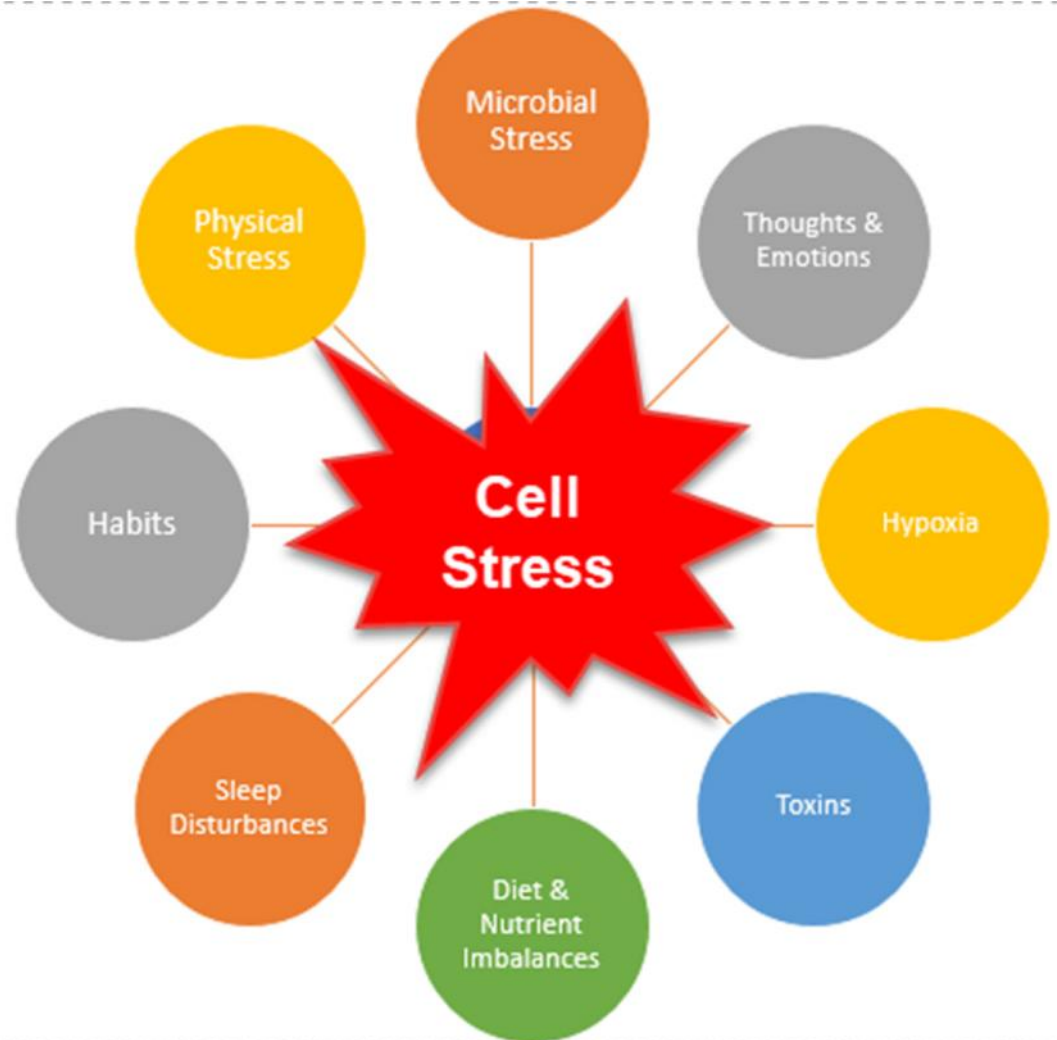 Microbial
Stress
Thoughts &
Emotions
Hypoxia
Toxins
Diet &
Nutrient
Imbalances
Sleep
Disturbances
Habits
Physical
Stress
Cell
Stress